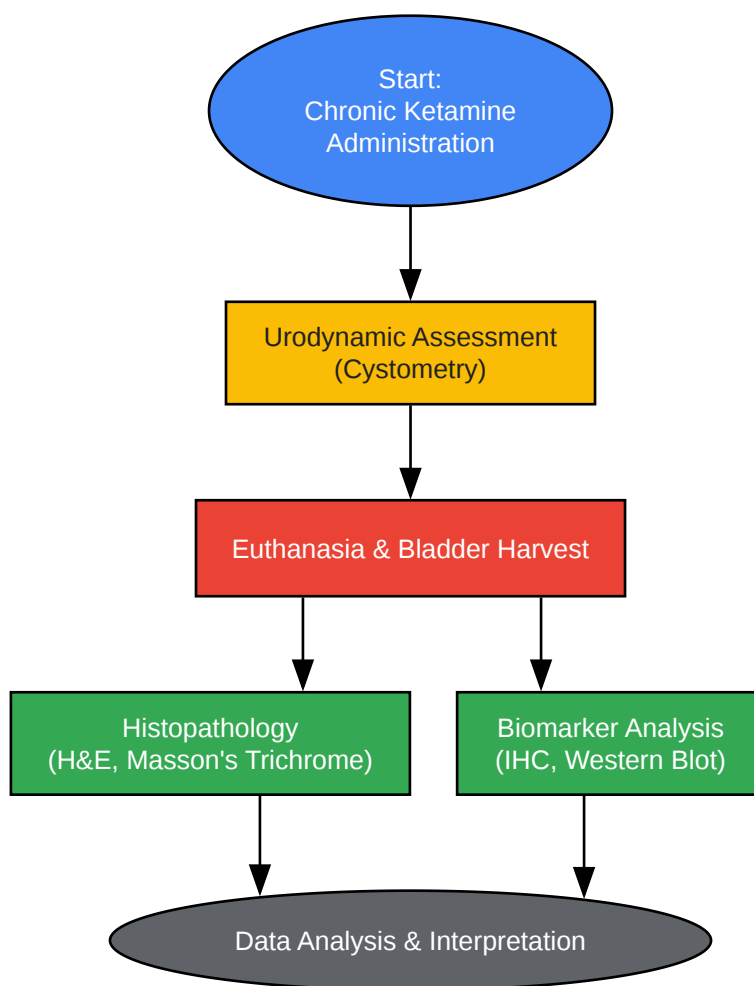 Start:
Chronic Ketamine
Administration
Urodynamic Assessment
(Cystometry)
Euthanasia & Bladder Harvest
Histopathology
(H&E, Masson's Trichrome)
Biomarker Analysis
(IHC, Western Blot)
Data Analysis & Interpretation